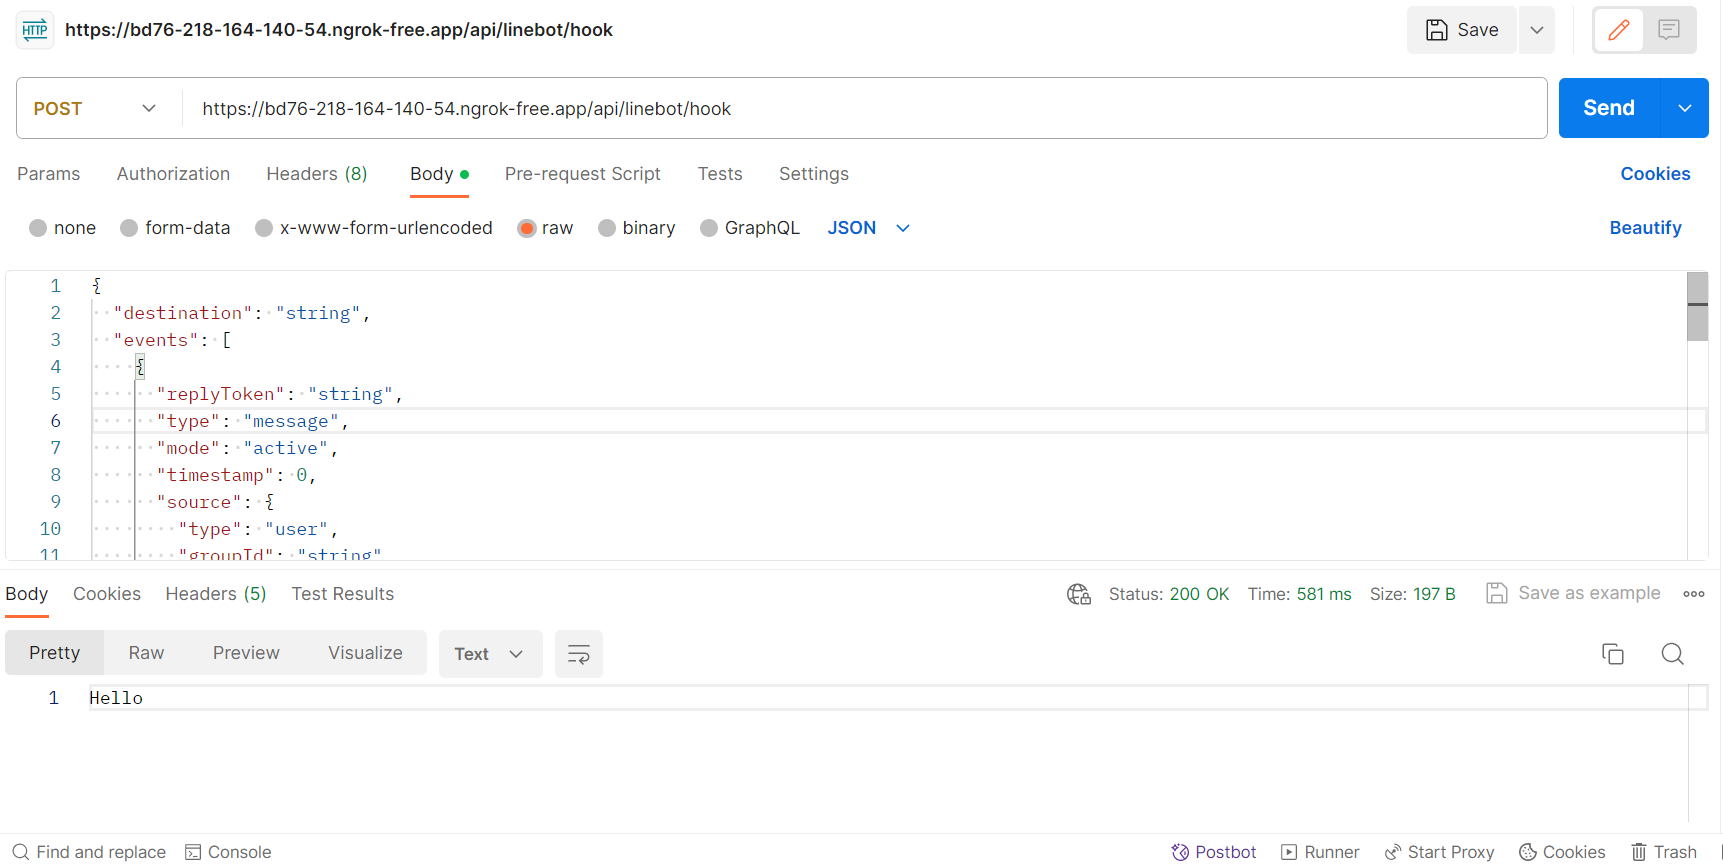 HTTP https://bd76-218-164-140-54.ngrok-free.app/api/linebot/hook Save
POST https://bd76-218-164-140-54.ngrok-free.app/api/linebot/hook Send
Params Authorization Headers (8) Body Pre-request Script Tests Settings Cookies
none form-data x-www-form-urlencoded raw binary GraphQL JSON Beautify
1 {
2 "destination": "string",
3 "events": [
4 {
5 "replyToken": "string",
6 "type": "message",
7 "mode": "active",
8 "timestamp": 0,
9 "source": {
10 "type": "user",
11 "groupId": "string"
Body Cookies Headers (5) Test Results Status: 200 OK Time: 581 ms Size: 197 B Save as example
Pretty Raw Preview Visualize Text
1 Hello
Find and replace Console Postbot Runner Start Proxy Cookies Trash